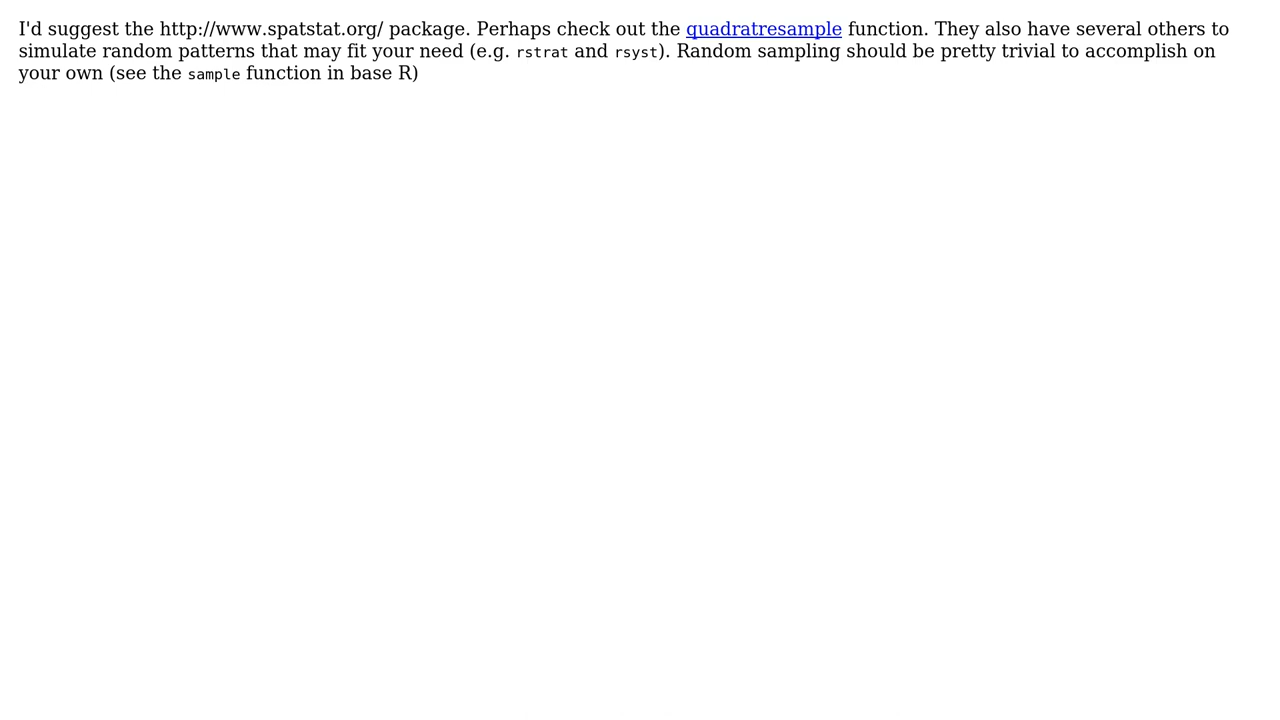 I'd suggest the http://www.spatstat.org/ package. Perhaps check out the quadratresample function. They also have several others to
simulate random patterns that may fit your need (e.g. rstrat and rsyst). Random sampling should be pretty trivial to accomplish on
your own (see the sample function in base R)